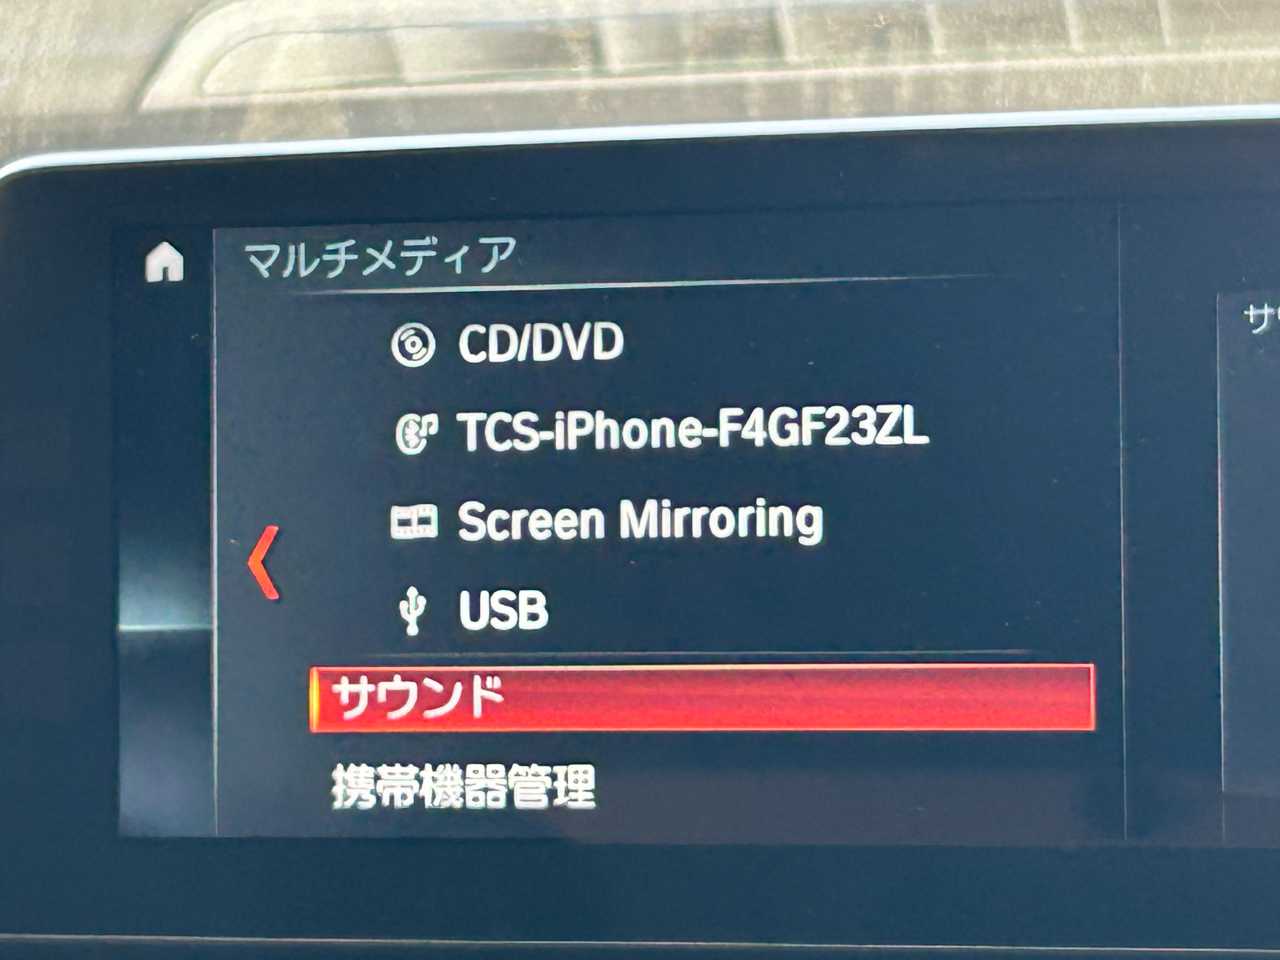 マルチメディア
CD/DVD
TCS-iPhone-F4GF23ZL
Screen Mirroring
USB
サウンド
携帯機器管理